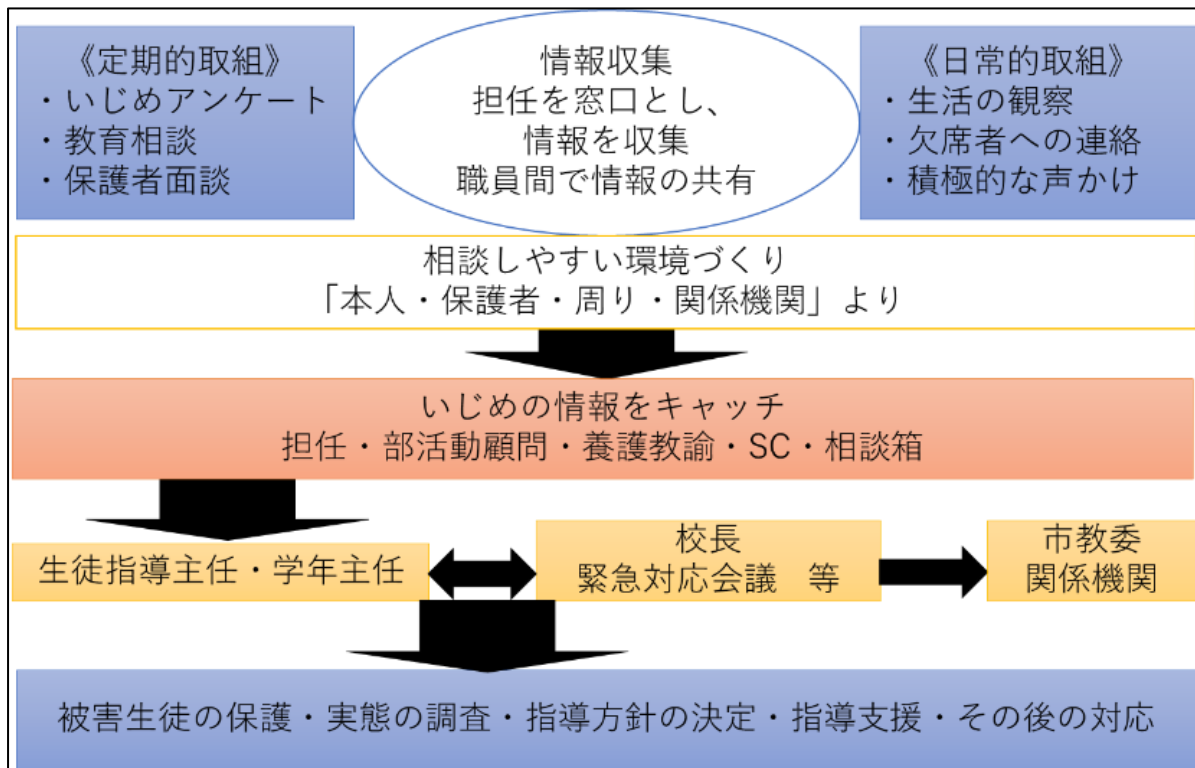 《定期的取組》
・いじめアンケート
・教育相談
・保護者面談
情報収集
担任を窓口とし、
情報を収集
職員間で情報の共有
《日常的取組》
・生活の観察
・欠席者への連絡
・積極的な声かけ
相談しやすい環境づくり
「本人・保護者・周り・関係機関」より
いじめの情報をキャッチ
担任・部活動顧問・養護教諭・SC・相談箱
生徒指導主任・学年主任
校長
緊急対応会議　等
市教委
関係機関
被害生徒の保護・実態の調査・指導方針の決定・指導支援・その後の対応